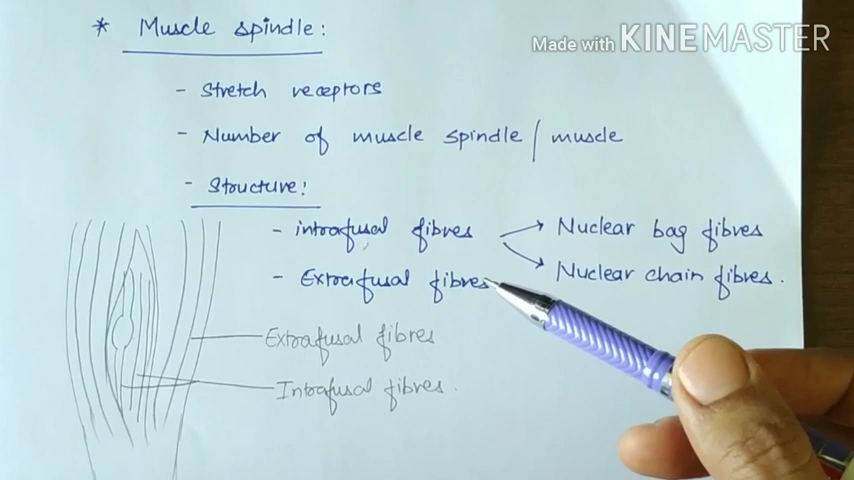 * Muscle spindle:
Made with KINEMASTER
- Stretch receptors
- Number of muscle spindle / muscle
- Structure:
- intrafusal fibres → Nuclear bag fibres
→ Nuclear chain fibres.
- Extrafusal fibres
Extrafusal fibres
Intrafusal fibres.